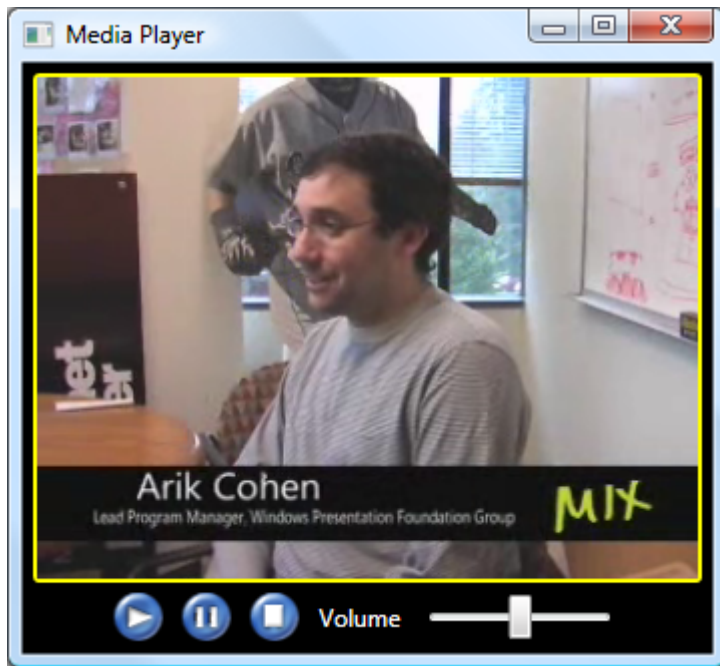 Media Player
Arik Cohen
Lead Program Manager, Windows Presentation Foundation Group
MIX
Volume